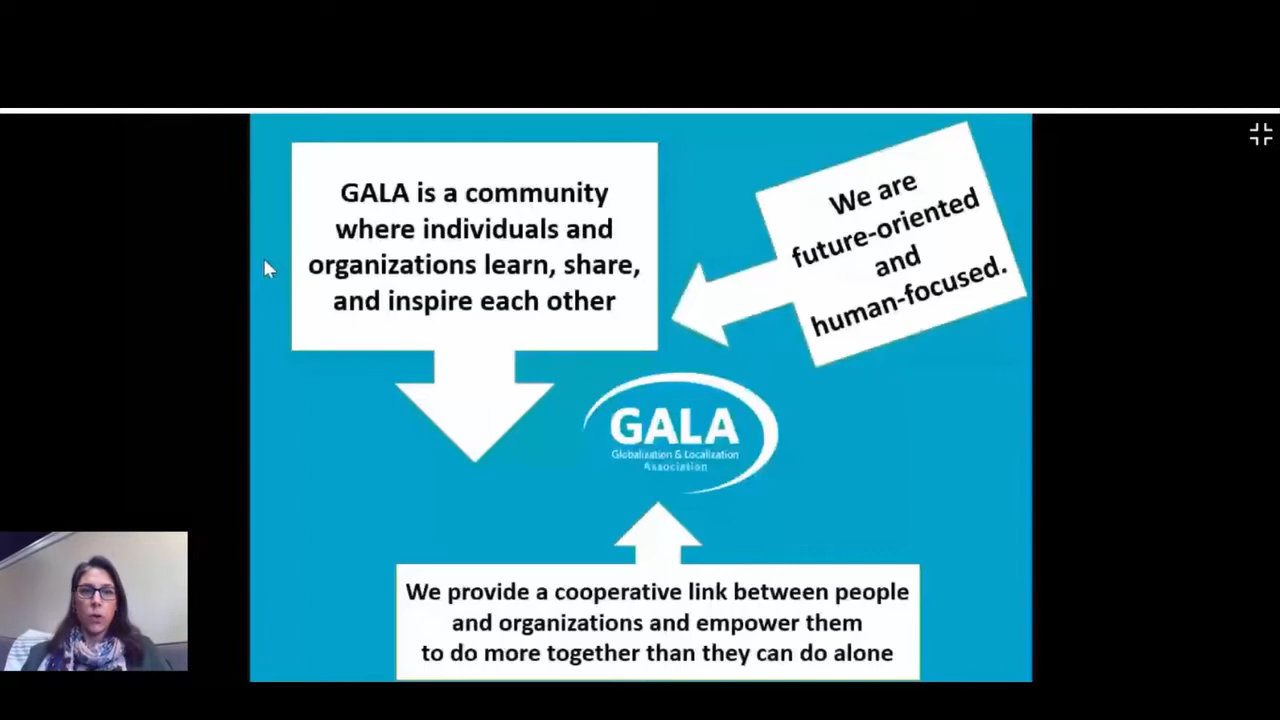 GALA is a community
where individuals and
organizations learn, share,
and inspire each other
We are
future-oriented
and
human-focused.
GALA
Globalization & Localization
Association
We provide a cooperative link between people
and organizations and empower them
to do more together than they can do alone